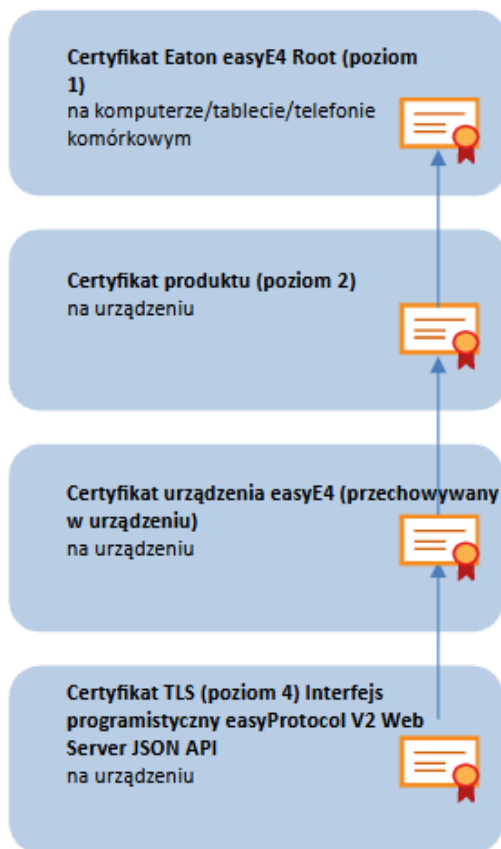 Certyfikat Eaton easyE4 Root (poziom
1)
na komputerze/tablecie/telefonie
komórkowym
Certyfikat produktu (poziom 2)
na urządzeniu
Certyfikat urządzenia easyE4 (przechowywany
w urządzeniu)
na urządzeniu
Certyfikat TLS (poziom 4) Interfejs
programistyczny easyProtocol V2 Web
Server JSON API
na urządzeniu